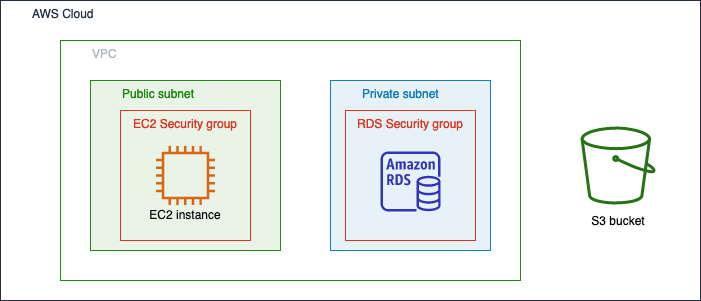 AWS Cloud
VPC
Public subnet
Private subnet
EC2 Security group
RDS Security group
Amazon
RDS
EC2 instance
S3 bucket